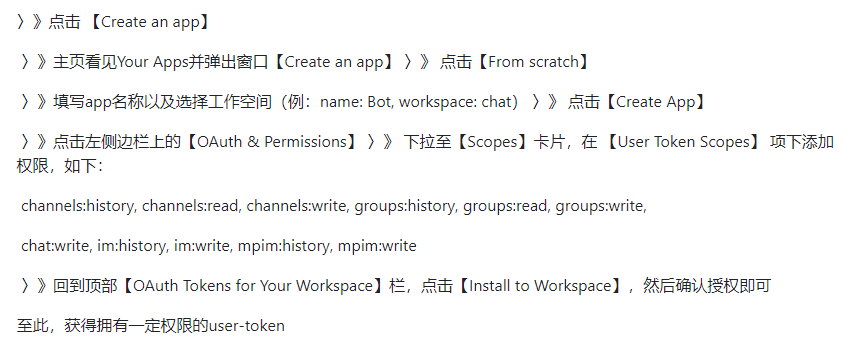 〉》点击 【Create an app】
〉》主页看见Your Apps并弹出窗口【Create an app】 〉》 点击【From scratch】
〉》填写app名称以及选择工作空间（例：name: Bot, workspace: chat） 〉》 点击【Create App】
〉》点击左侧边栏上的【OAuth & Permissions】 〉》 下拉至【Scopes】卡片，在 【User Token Scopes】 项下添加
权限，如下：
channels:history, channels:read, channels:write, groups:history, groups:read, groups:write,
chat:write, im:history, im:write, mpim:history, mpim:write
〉》回到顶部【OAuth Tokens for Your Workspace】栏，点击【Install to Workspace】，然后确认授权即可
至此，获得拥有一定权限的user-token